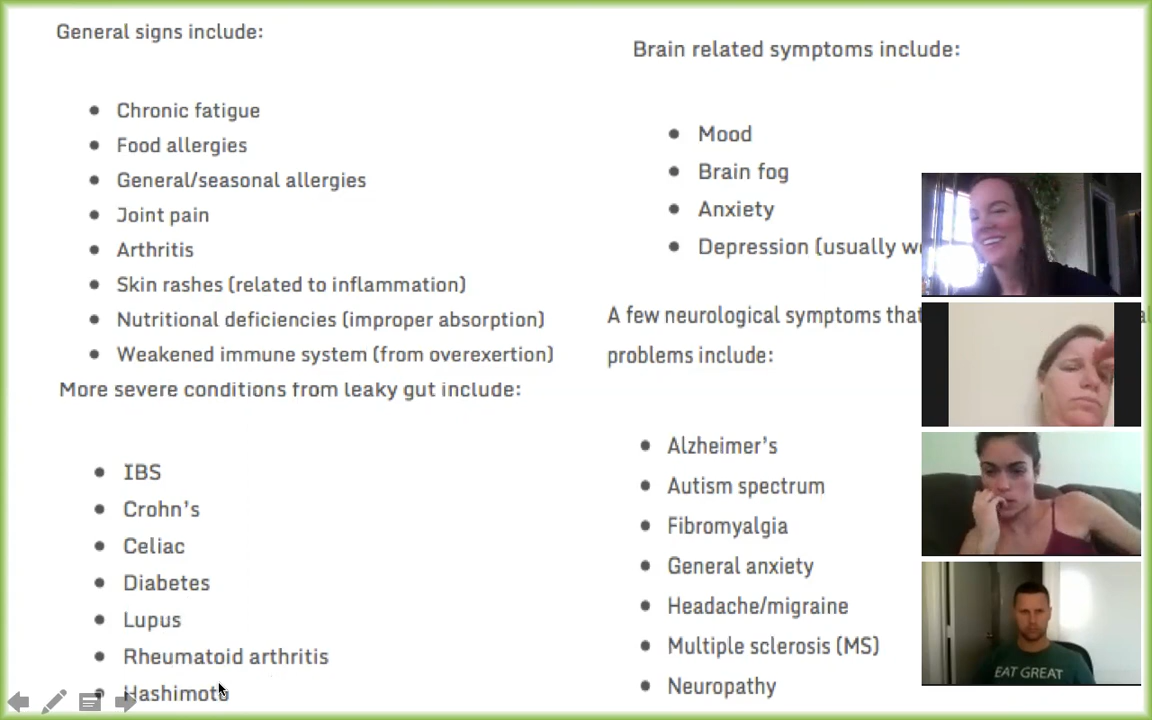 General signs include:
Chronic fatigue
Food allergies
General/seasonal allergies
Joint pain
Arthritis
Skin rashes (related to inflammation)
Nutritional deficiencies (improper absorption)
Weakened immune system (from overexertion)
More severe conditions from leaky gut include:
IBS
Crohn's
Celiac
Diabetes
Lupus
Rheumatoid arthritis
Brain related symptoms include:
Mood
Brain fog
Anxiety
Depression (usually
A few neurological symptoms that
problems include:
Alzheimer's
Autism spectrum
Fibromyalgia
General anxiety
Headache/migraine
Multiple sclerosis (MS)
Neuropathy
EAT GREAT